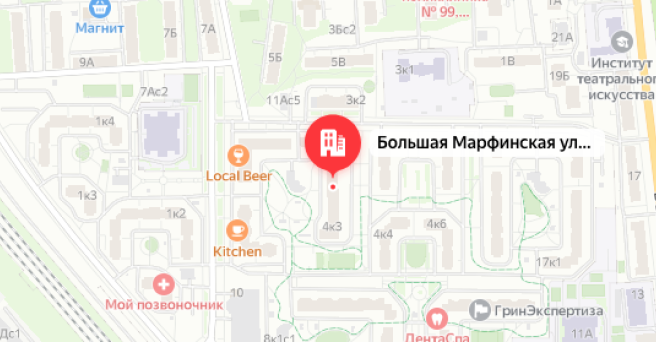 Магнит
7Б
7А
3Бс2
№ 99,...
21А
Институт
театрального
искусства
9А
5Б
5В
3к1
1В
19Б
7Ас2
11Ас5
3к2
1к4
Большая Марфинская ул...
Local Beer
17
1к3
1к2
4к3
4к4
4к6
Kitchen
17к1
Мой позвоночник
10
13
ГринЭкспертиза
Дс1
8к1с1
ЛентаСпа
11А